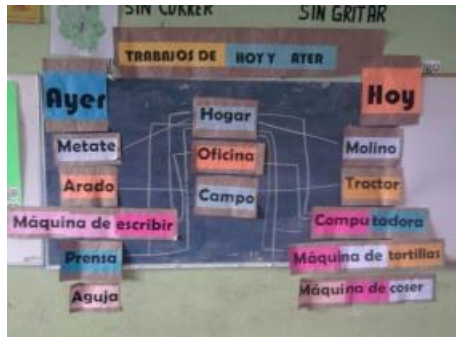 SIN CORRER
SIN GRITAR
TRABAJOS DE HOY Y AYER
Ayer
Hoy
Hogar
Metate
Molino
Oficina
Arado
Tractor
Campo
Máquina de escribir
Computadora
Prensa
Máquina de tortillas
Aguja
Máquina de coser